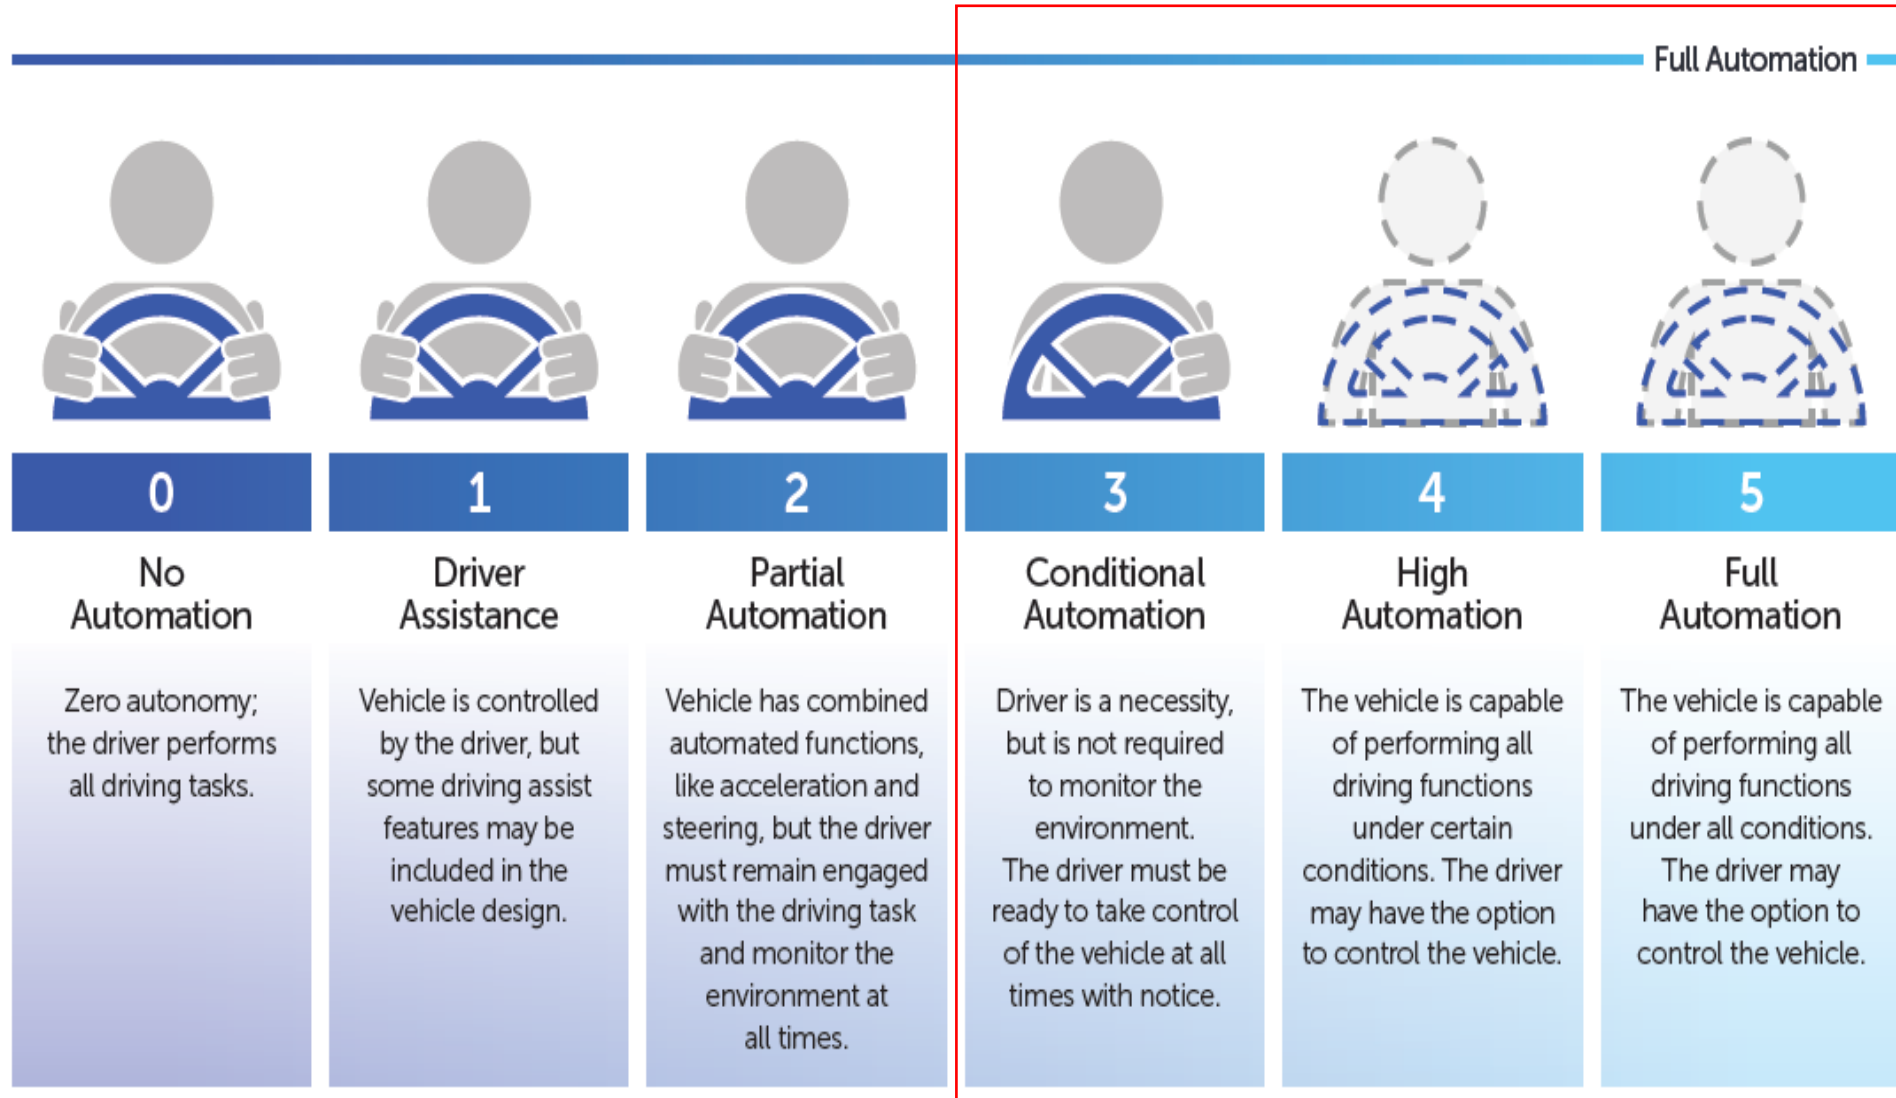 Full Automation
0
No
Automation
Zero autonomy;
the driver performs
all driving tasks.
1
Driver
Assistance
Vehicle is controlled
by the driver, but
some driving assist
features may be
included in the
vehicle design.
2
Partial
Automation
Vehicle has combined
automated functions,
like acceleration and
steering, but the driver
must remain engaged
with the driving task
and monitor the
environment at
all times.
3
Conditional
Automation
Driver is a necessity,
but is not required
to monitor the
environment.
The driver must be
ready to take control
of the vehicle at all
times with notice.
4
High
Automation
The vehicle is capable
of performing all
driving functions
under certain
conditions. The driver
may have the option
to control the vehicle.
5
Full
Automation
The vehicle is capable
of performing all
driving functions
under all conditions.
The driver may
have the option to
control the vehicle.